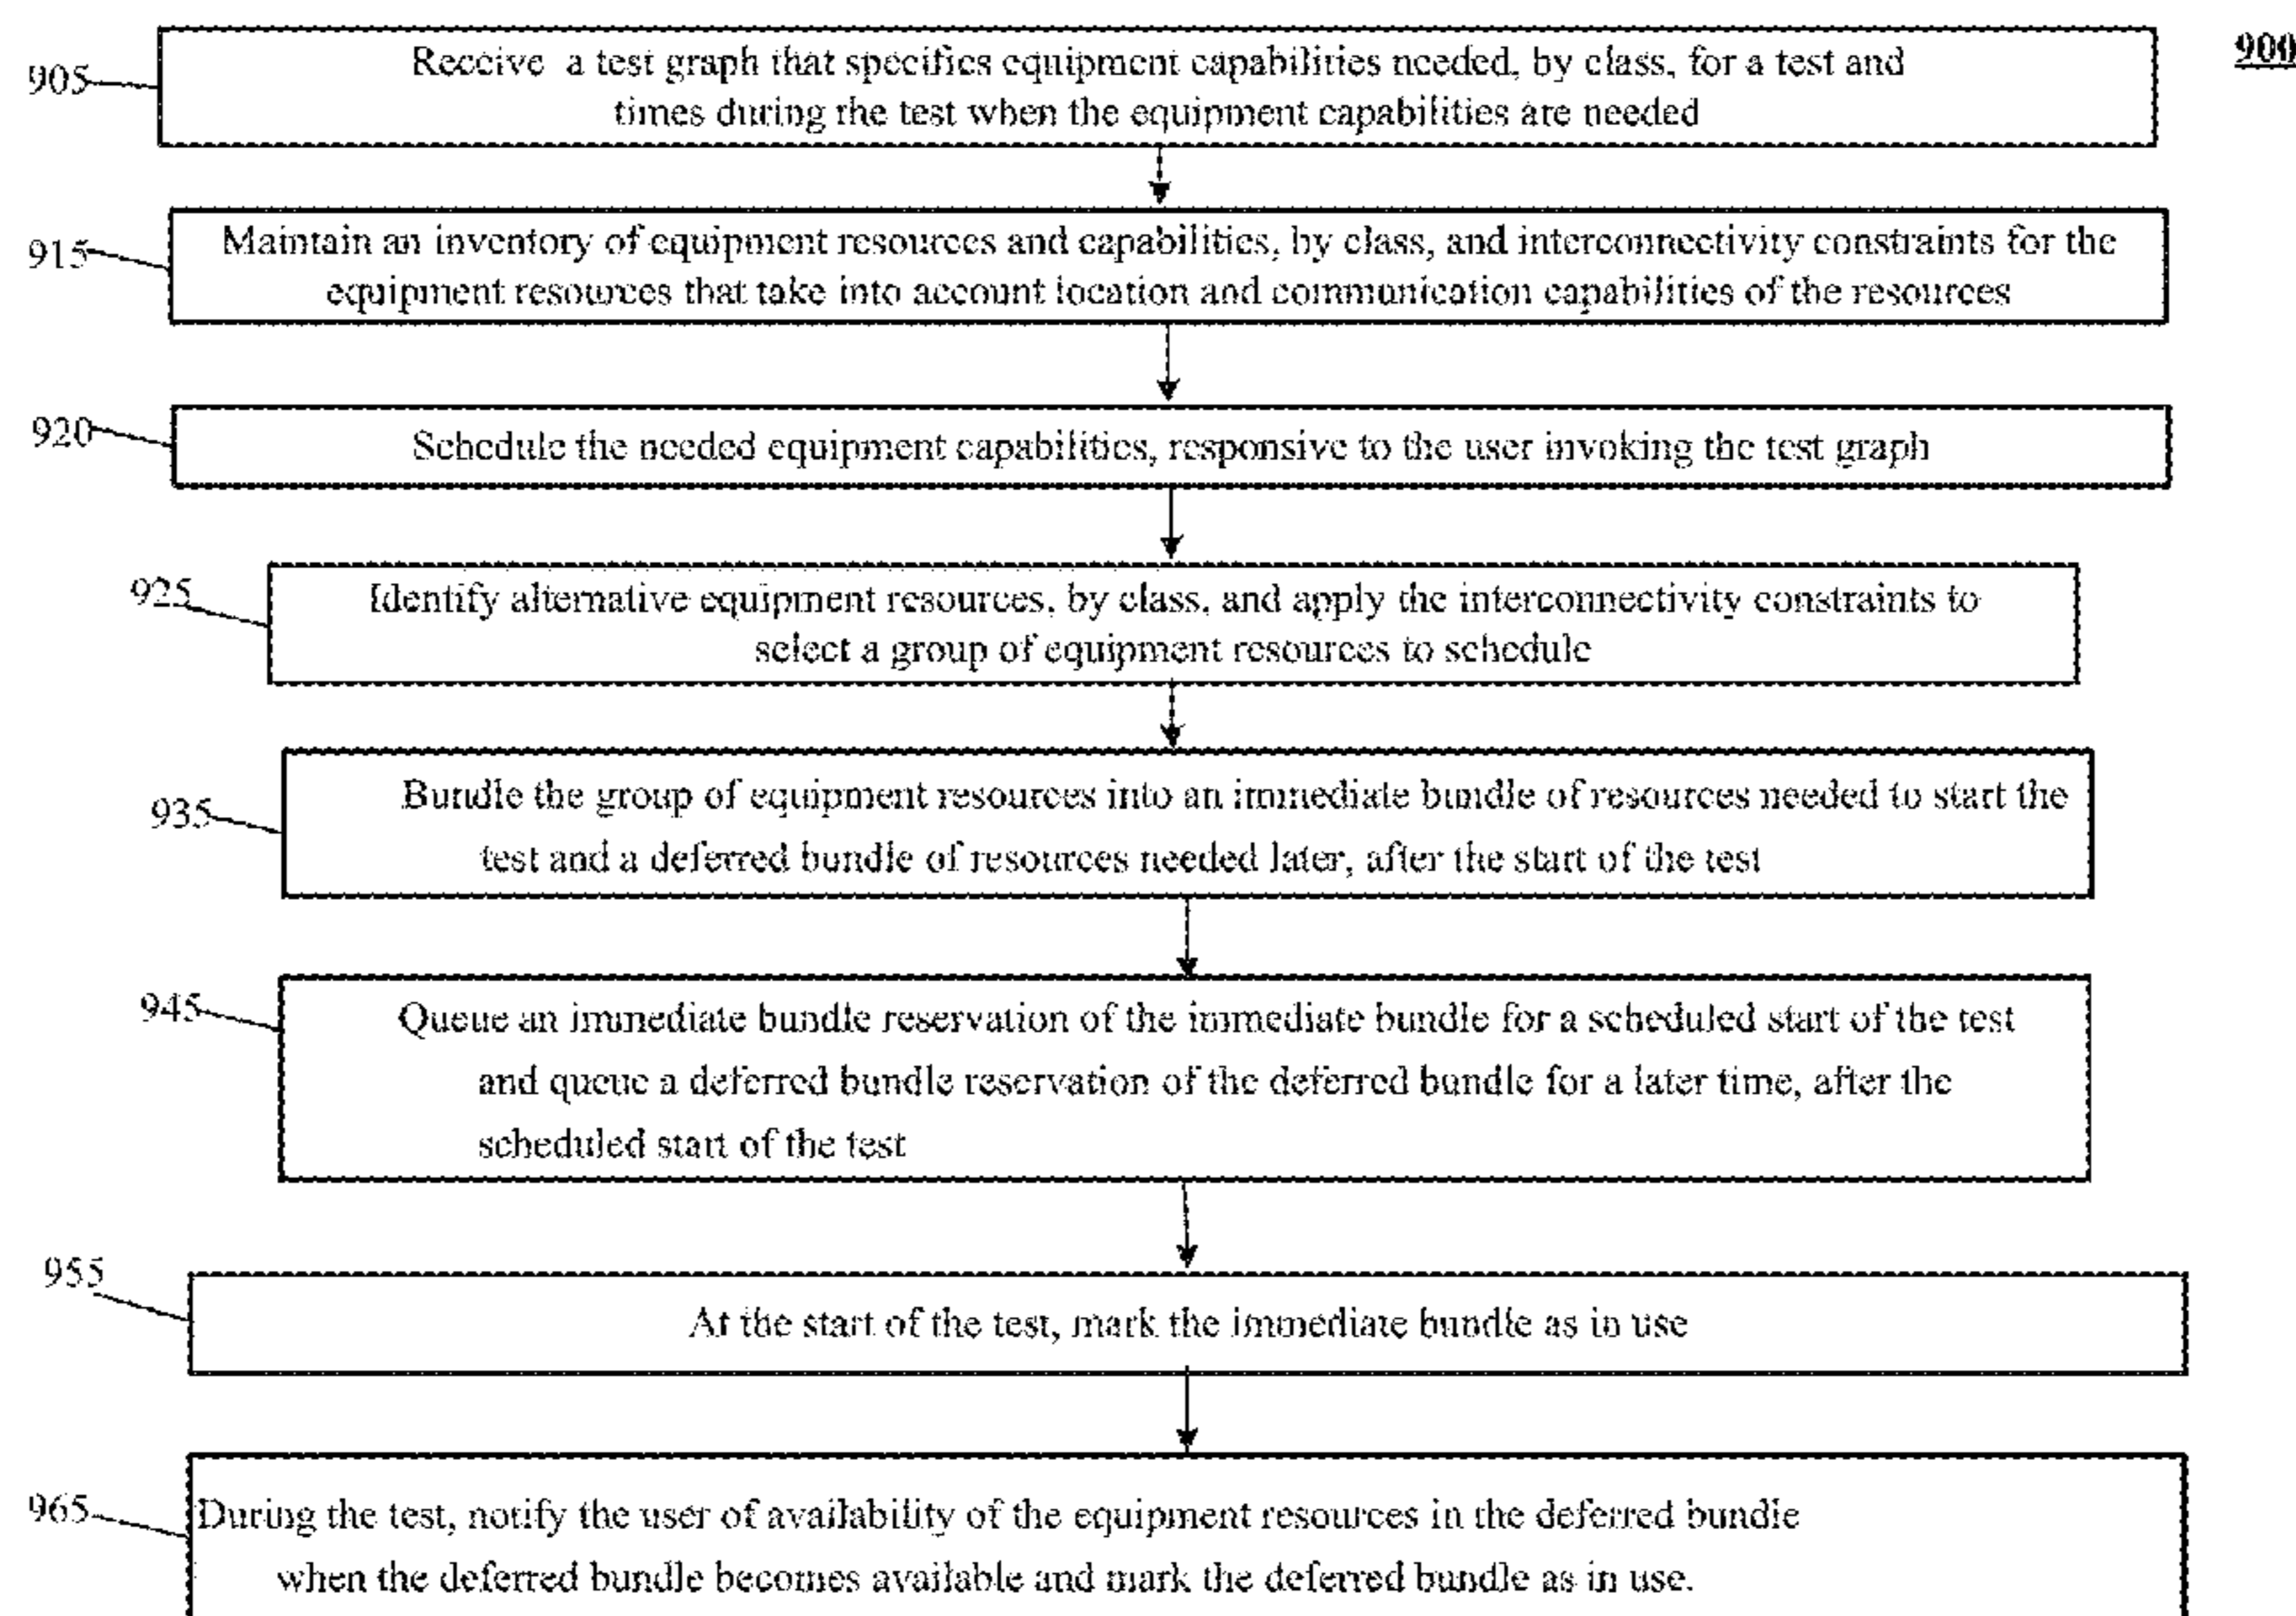 900
905
Receive a test graph that specifies equipment capabilities needed, by class, for a test and
times during the test when the equipment capabilities are needed
915
Maintain an inventory of equipment resources and capabilities, by class, and interconnectivity constraints for the
equipment resources that take into account location and communication capabilities of the resources
920
Schedule the needed equipment capabilities, responsive to the user invoking the test graph
925
Identify alternative equipment resources, by class, and apply the interconnectivity constraints to
select a group of equipment resources to schedule
935
Bundle the group of equipment resources into an immediate bundle of resources needed to start the
test and a deferred bundle of resources needed later, after the start of the test
945
Queue an immediate bundle reservation of the immediate bundle for a scheduled start of the test
and queue a deferred bundle reservation of the deferred bundle for a later time, after the
scheduled start of the test
955
At the start of the test, mark the immediate bundle as in use
965
During the test, notify the user of availability of the equipment resources in the deferred bundle
when the deferred bundle becomes available and mark the deferred bundle as in use.